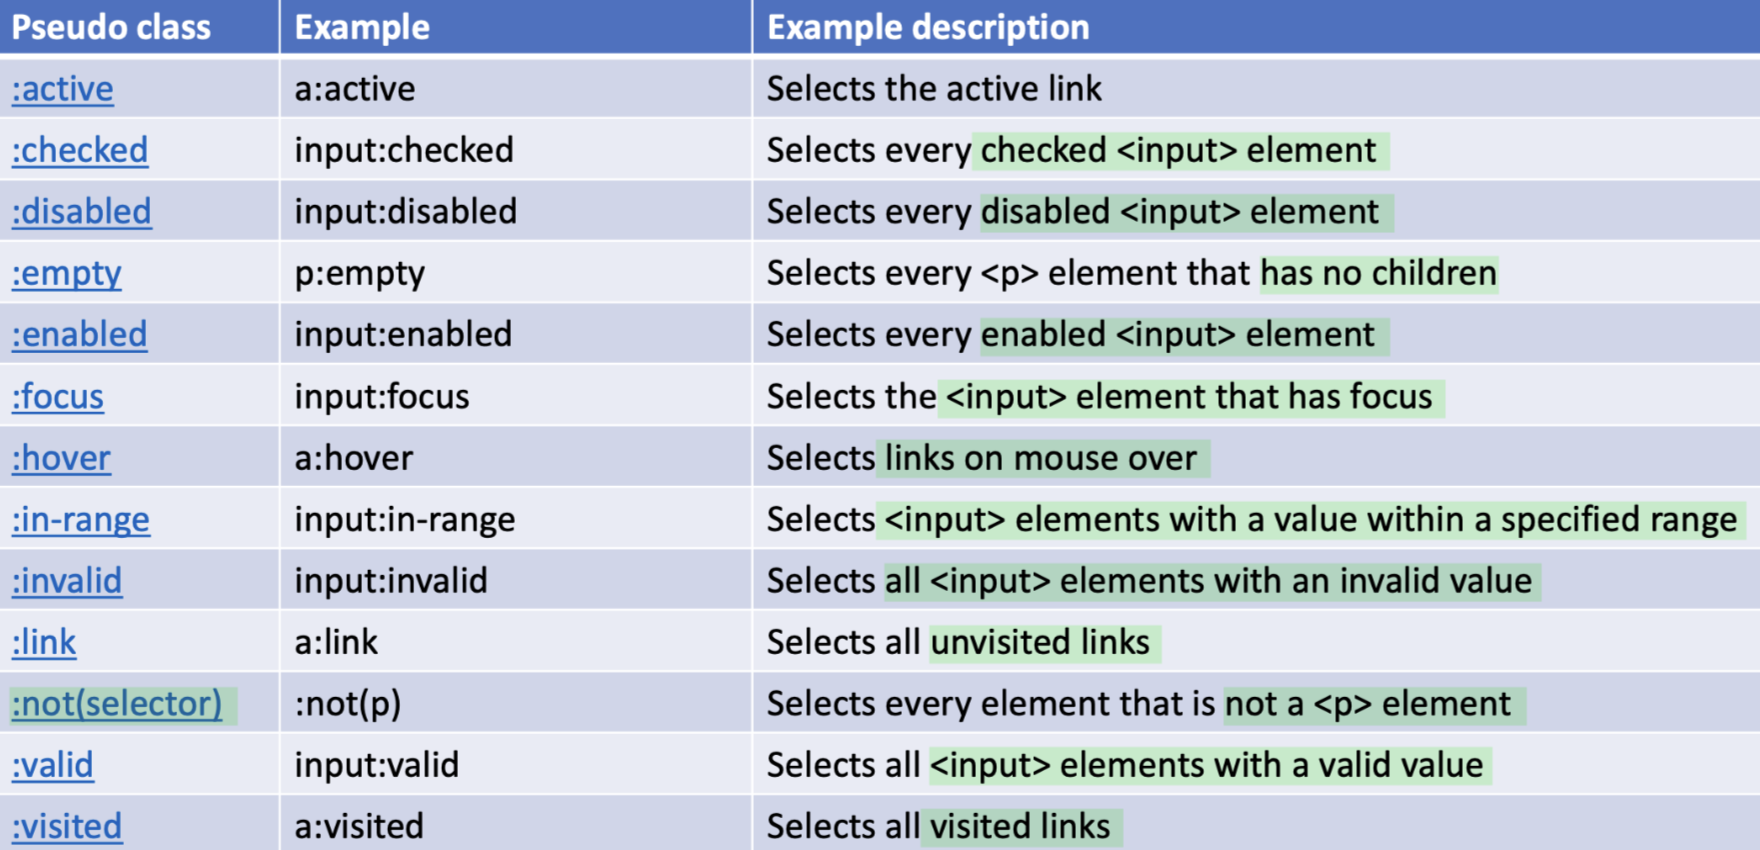 Pseudo class Example Example description
:active a:active Selects the active link
:checked input:checked Selects every checked <input> element
:disabled input:disabled Selects every disabled <input> element
:empty p:empty Selects every <p> element that has no children
:enabled input:enabled Selects every enabled <input> element
:focus input:focus Selects the <input> element that has focus
:hover a:hover Selects links on mouse over
:in-range input:in-range Selects <input> elements with a value within a specified range
:invalid input:invalid Selects all <input> elements with an invalid value
:link a:link Selects all unvisited links
:not(selector) :not(p) Selects every element that is not a <p> element
:valid input:valid Selects all <input> elements with a valid value
:visited a:visited Selects all visited links